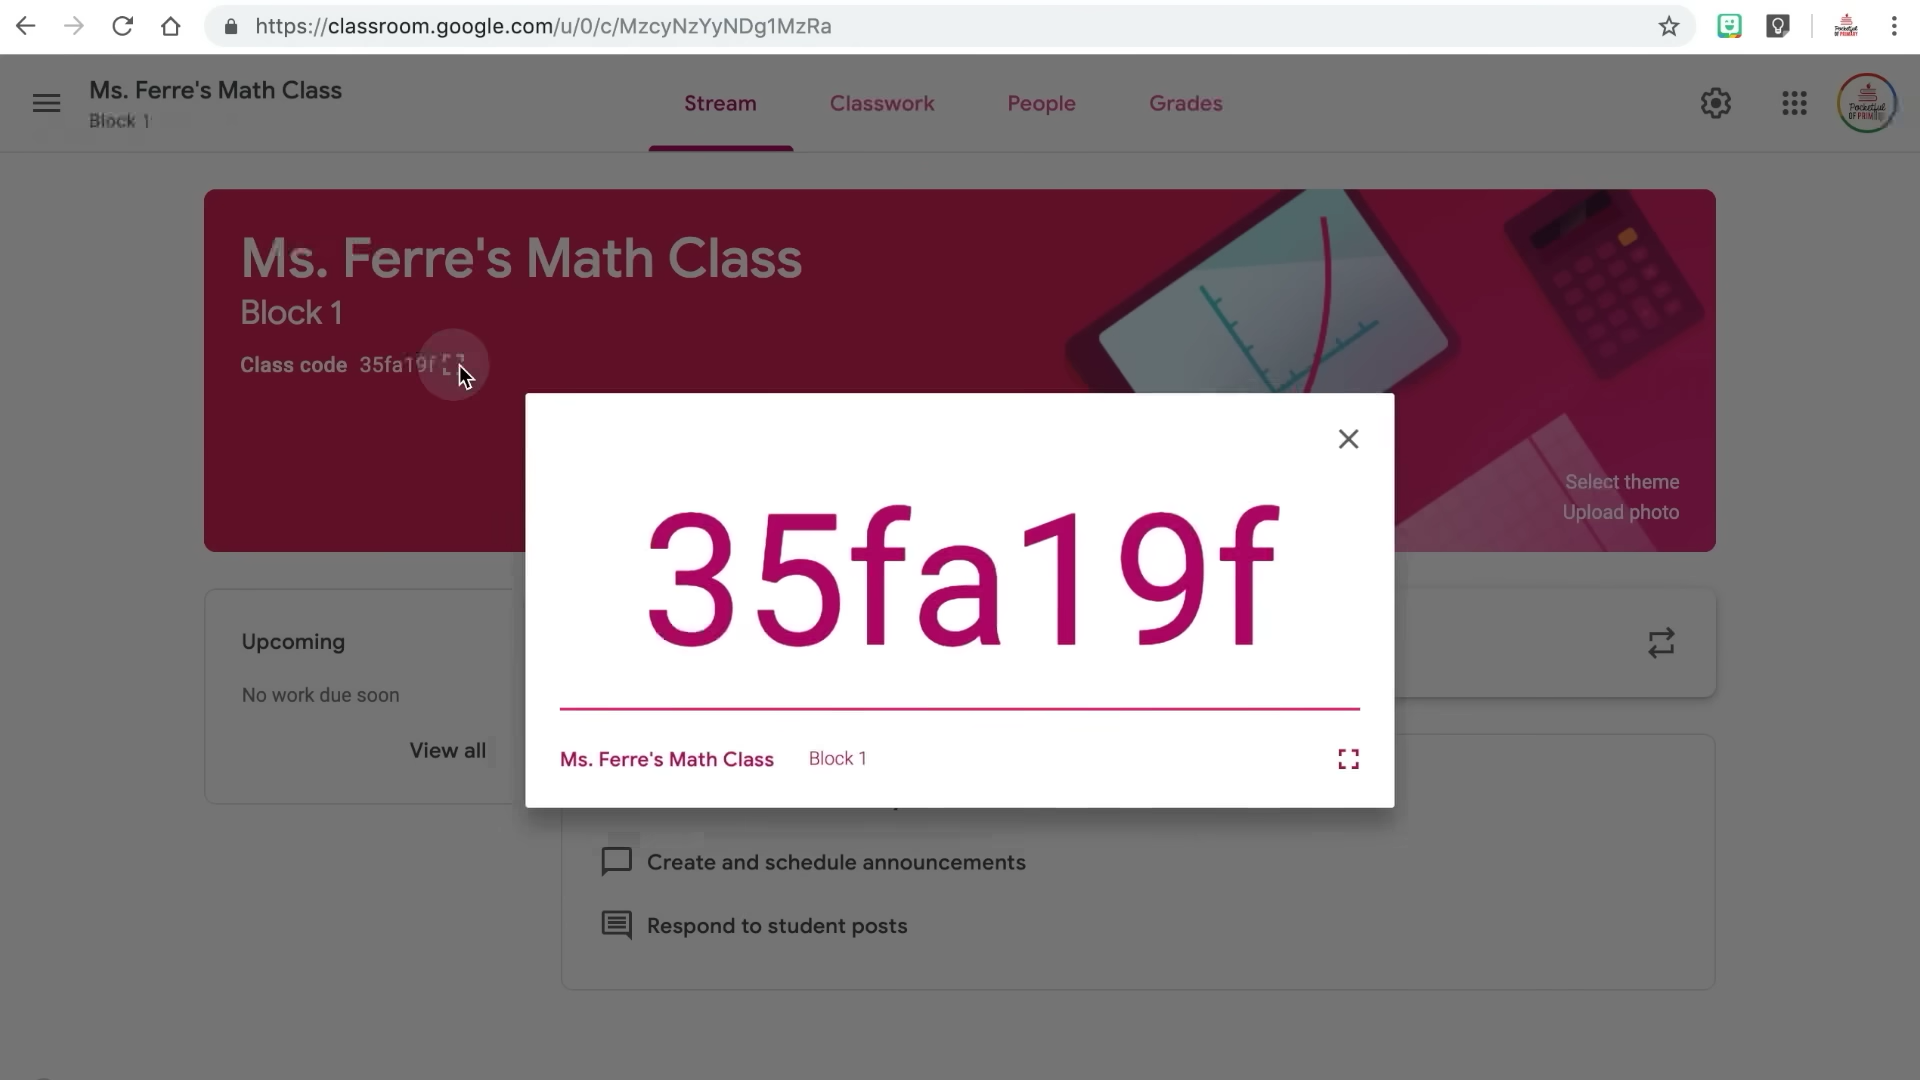 https://classroom.google.com/u/0/c/MzcyNzYyNDg1MzRa
Ms. Ferre's Math Class
Block 1
Stream
Classwork
People
Grades
Ms. Ferre's Math Class
Block 1
Class code 35fa19f
Select theme
Upload photo
35fa19f
Ms. Ferre's Math Class Block 1
Upcoming
No work due soon
View all
Create and schedule announcements
Respond to student posts